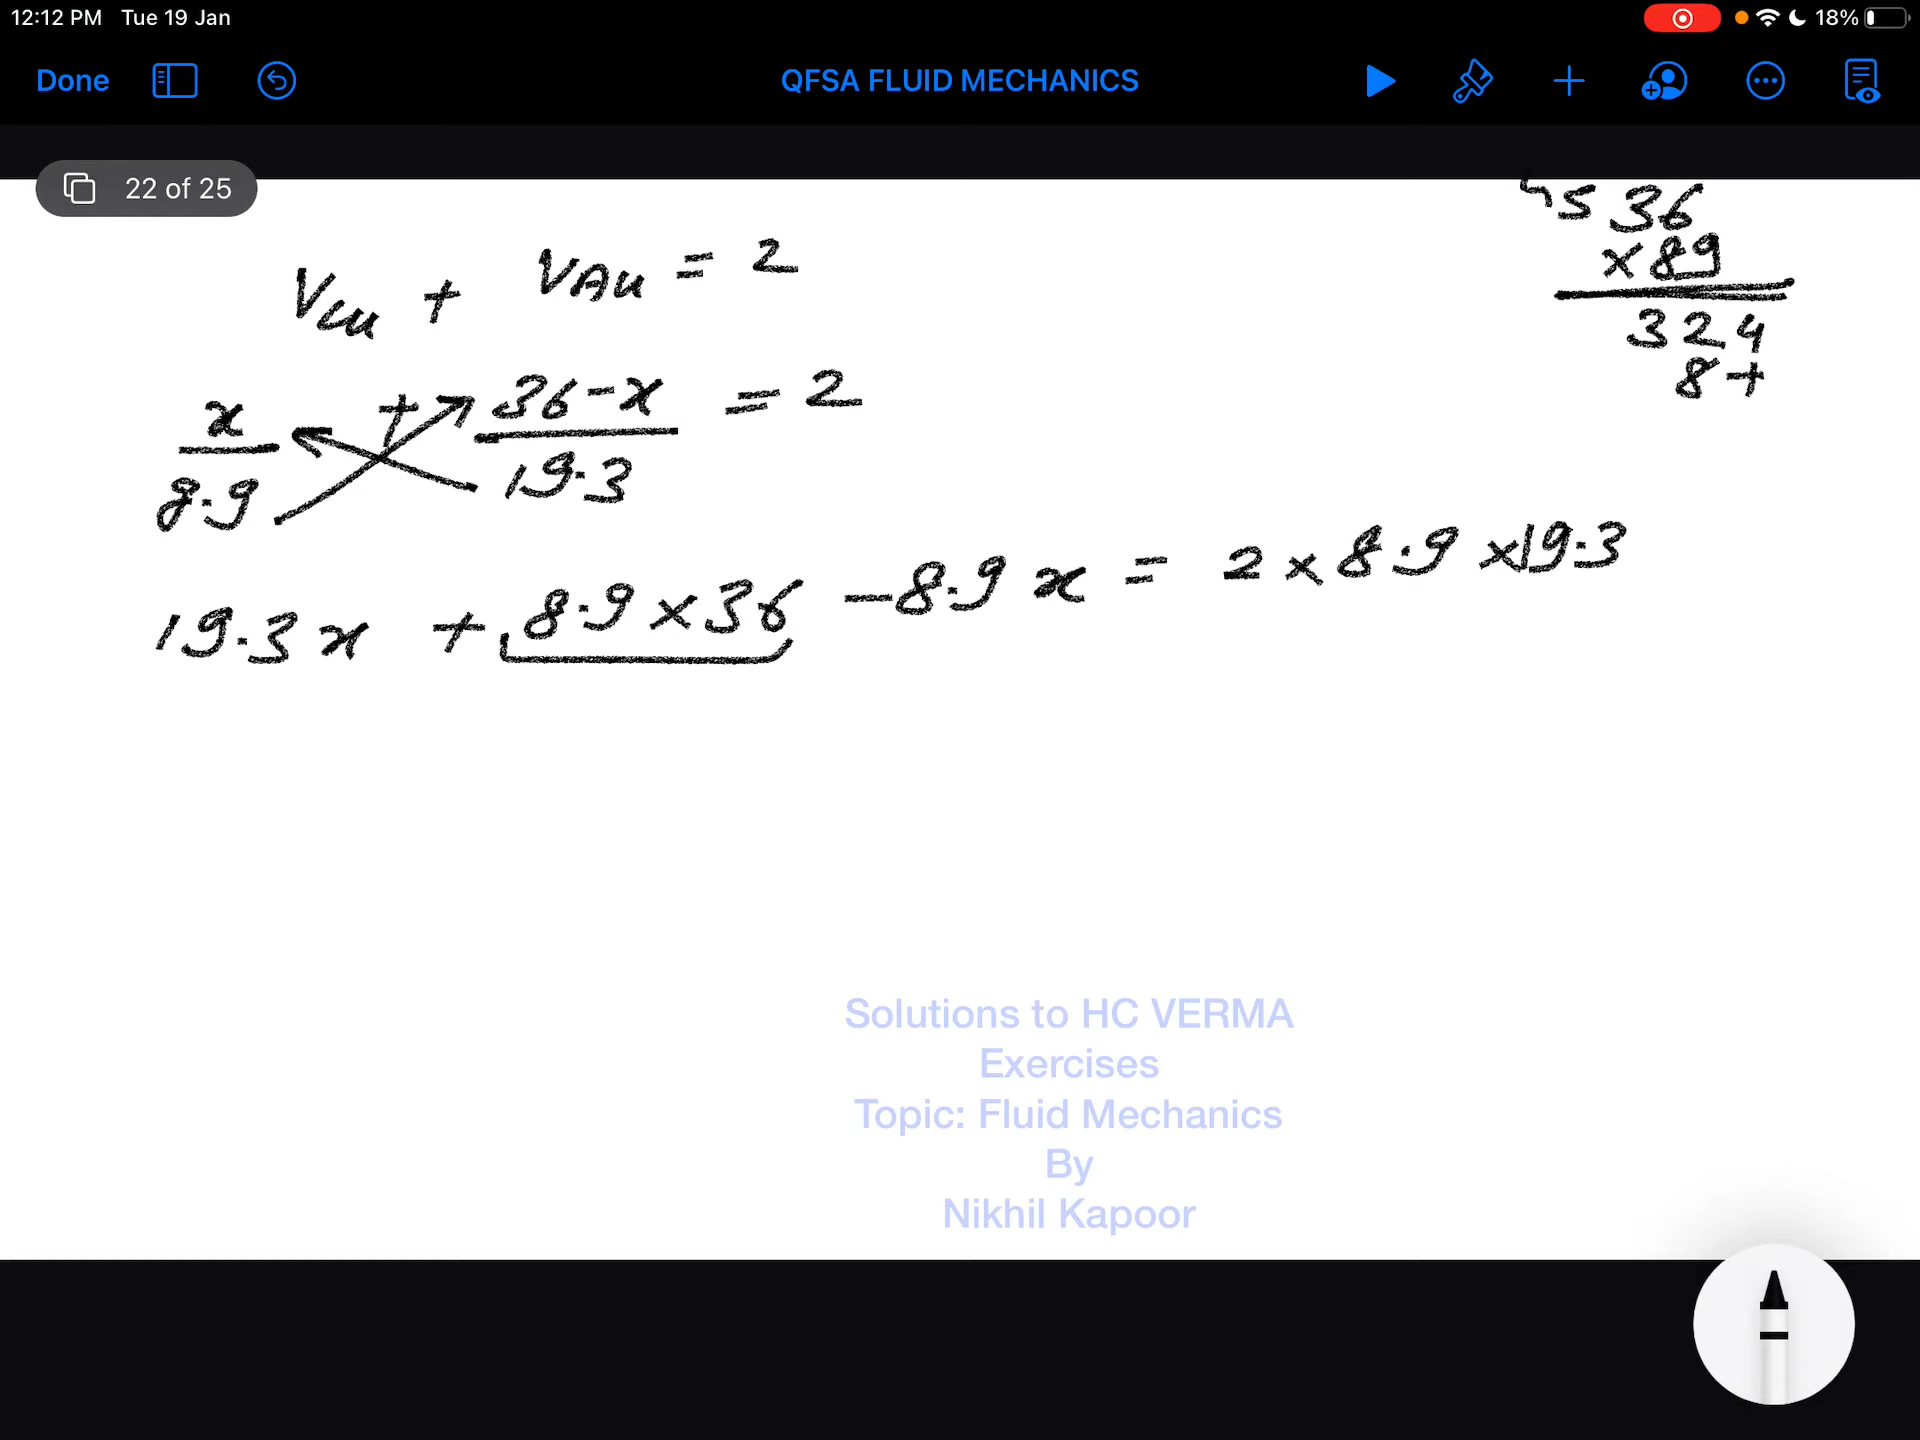 12:12 PM Tue 19 Jan
18%
Done
QFSA FLUID MECHANICS
22 of 25
36
×89
324
8+
Vcu + VAu = 2
x/8.9 + 36-x/19.3 = 2
19.3x + 8.9×36 -8.9x = 2×8.9×19.3
Solutions to HC VERMA
Exercises
Topic: Fluid Mechanics
By
Nikhil Kapoor